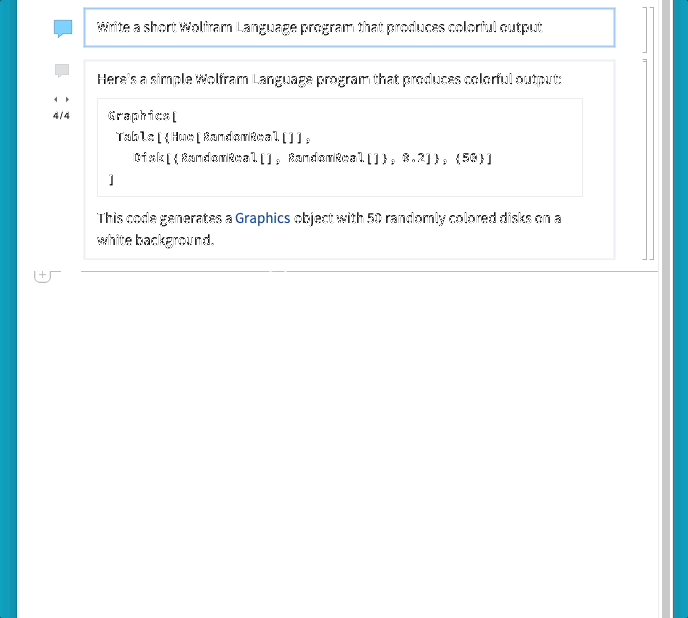 Write a short Wolfram Language program that produces colorful output
Here's a simple Wolfram Language program that produces colorful output:
4/4
Graphics[
Table[{Hue[RandomReal[]],
Disk[{RandomReal[], RandomReal[]}, 0.2]}, {50}]
]
This code generates a Graphics object with 50 randomly colored disks on a
white background.